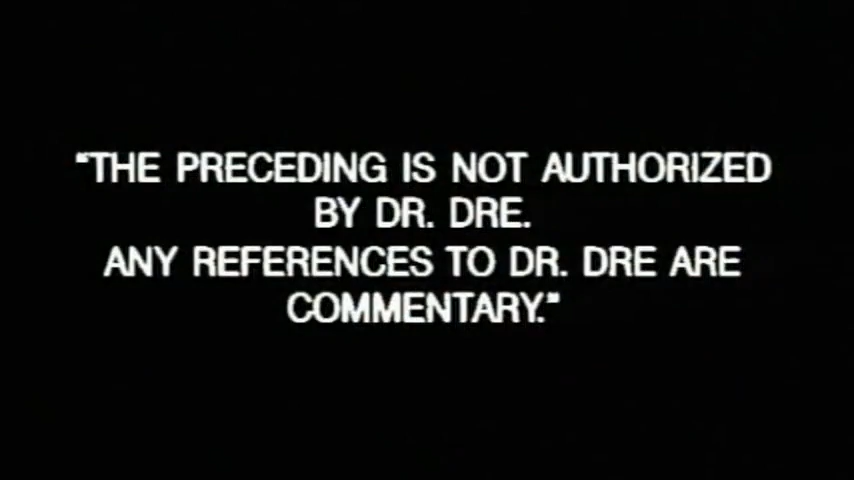 "THE PRECEDING IS NOT AUTHORIZED
BY DR. DRE.
ANY REFERENCES TO DR. DRE ARE
COMMENTARY."